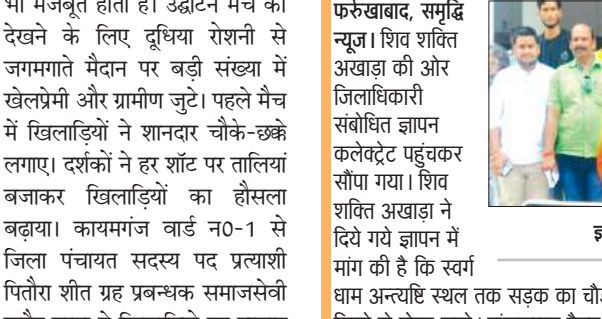 भी मजबूत होता है। उद्घाटन मैच को
देखने के लिए दूधिया रोशनी से
जगमगाते मैदान पर बड़ी संख्या में
खेलप्रेमी और ग्रामीण जुटे। पहले मैच
में खिलाड़ियों ने शानदार चौके-छक्के
लगाए। दर्शकों ने हर शॉट पर तालियां
बजाकर खिलाड़ियों का हौसला
बढ़ाया। कायमगंज वार्ड न0-1 से
जिला पंचायत सदस्य पद प्रत्याशी
पितौरा शीत ग्रह प्रबन्धक समाजसेवी
फर्रुखाबाद, समृद्धि
न्यूज। शिव शक्ति
अखाड़ा की ओर
जिलाधिकारी
संबोधित ज्ञापन
कलेक्ट्रेट पहुंचकर
सौंपा गया। शिव
शक्ति अखाड़ा ने
दिये गये ज्ञापन में
मांग की है कि स्वर्ग
धाम अन्त्यष्टि स्थल तक सड़क का